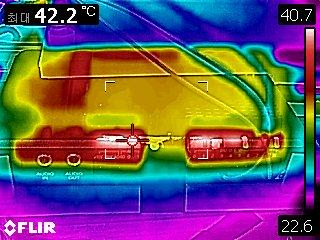 최대 42.2 °C
40.7
AUDIO IN
AUDIO OUT
FLIR
22.6